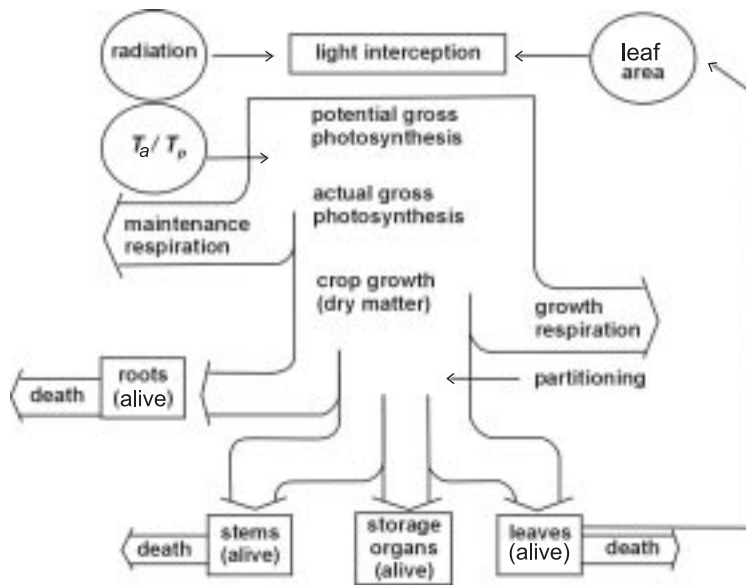 radiation
light interception
leaf
area
potential gross
photosynthesis
Ta / Tp
actual gross
photosynthesis
maintenance
respiration
crop growth
(dry matter)
growth
respiration
partitioning
death
roots
(alive)
death
stems
(alive)
storage
organs
(alive)
leaves
(alive)
death